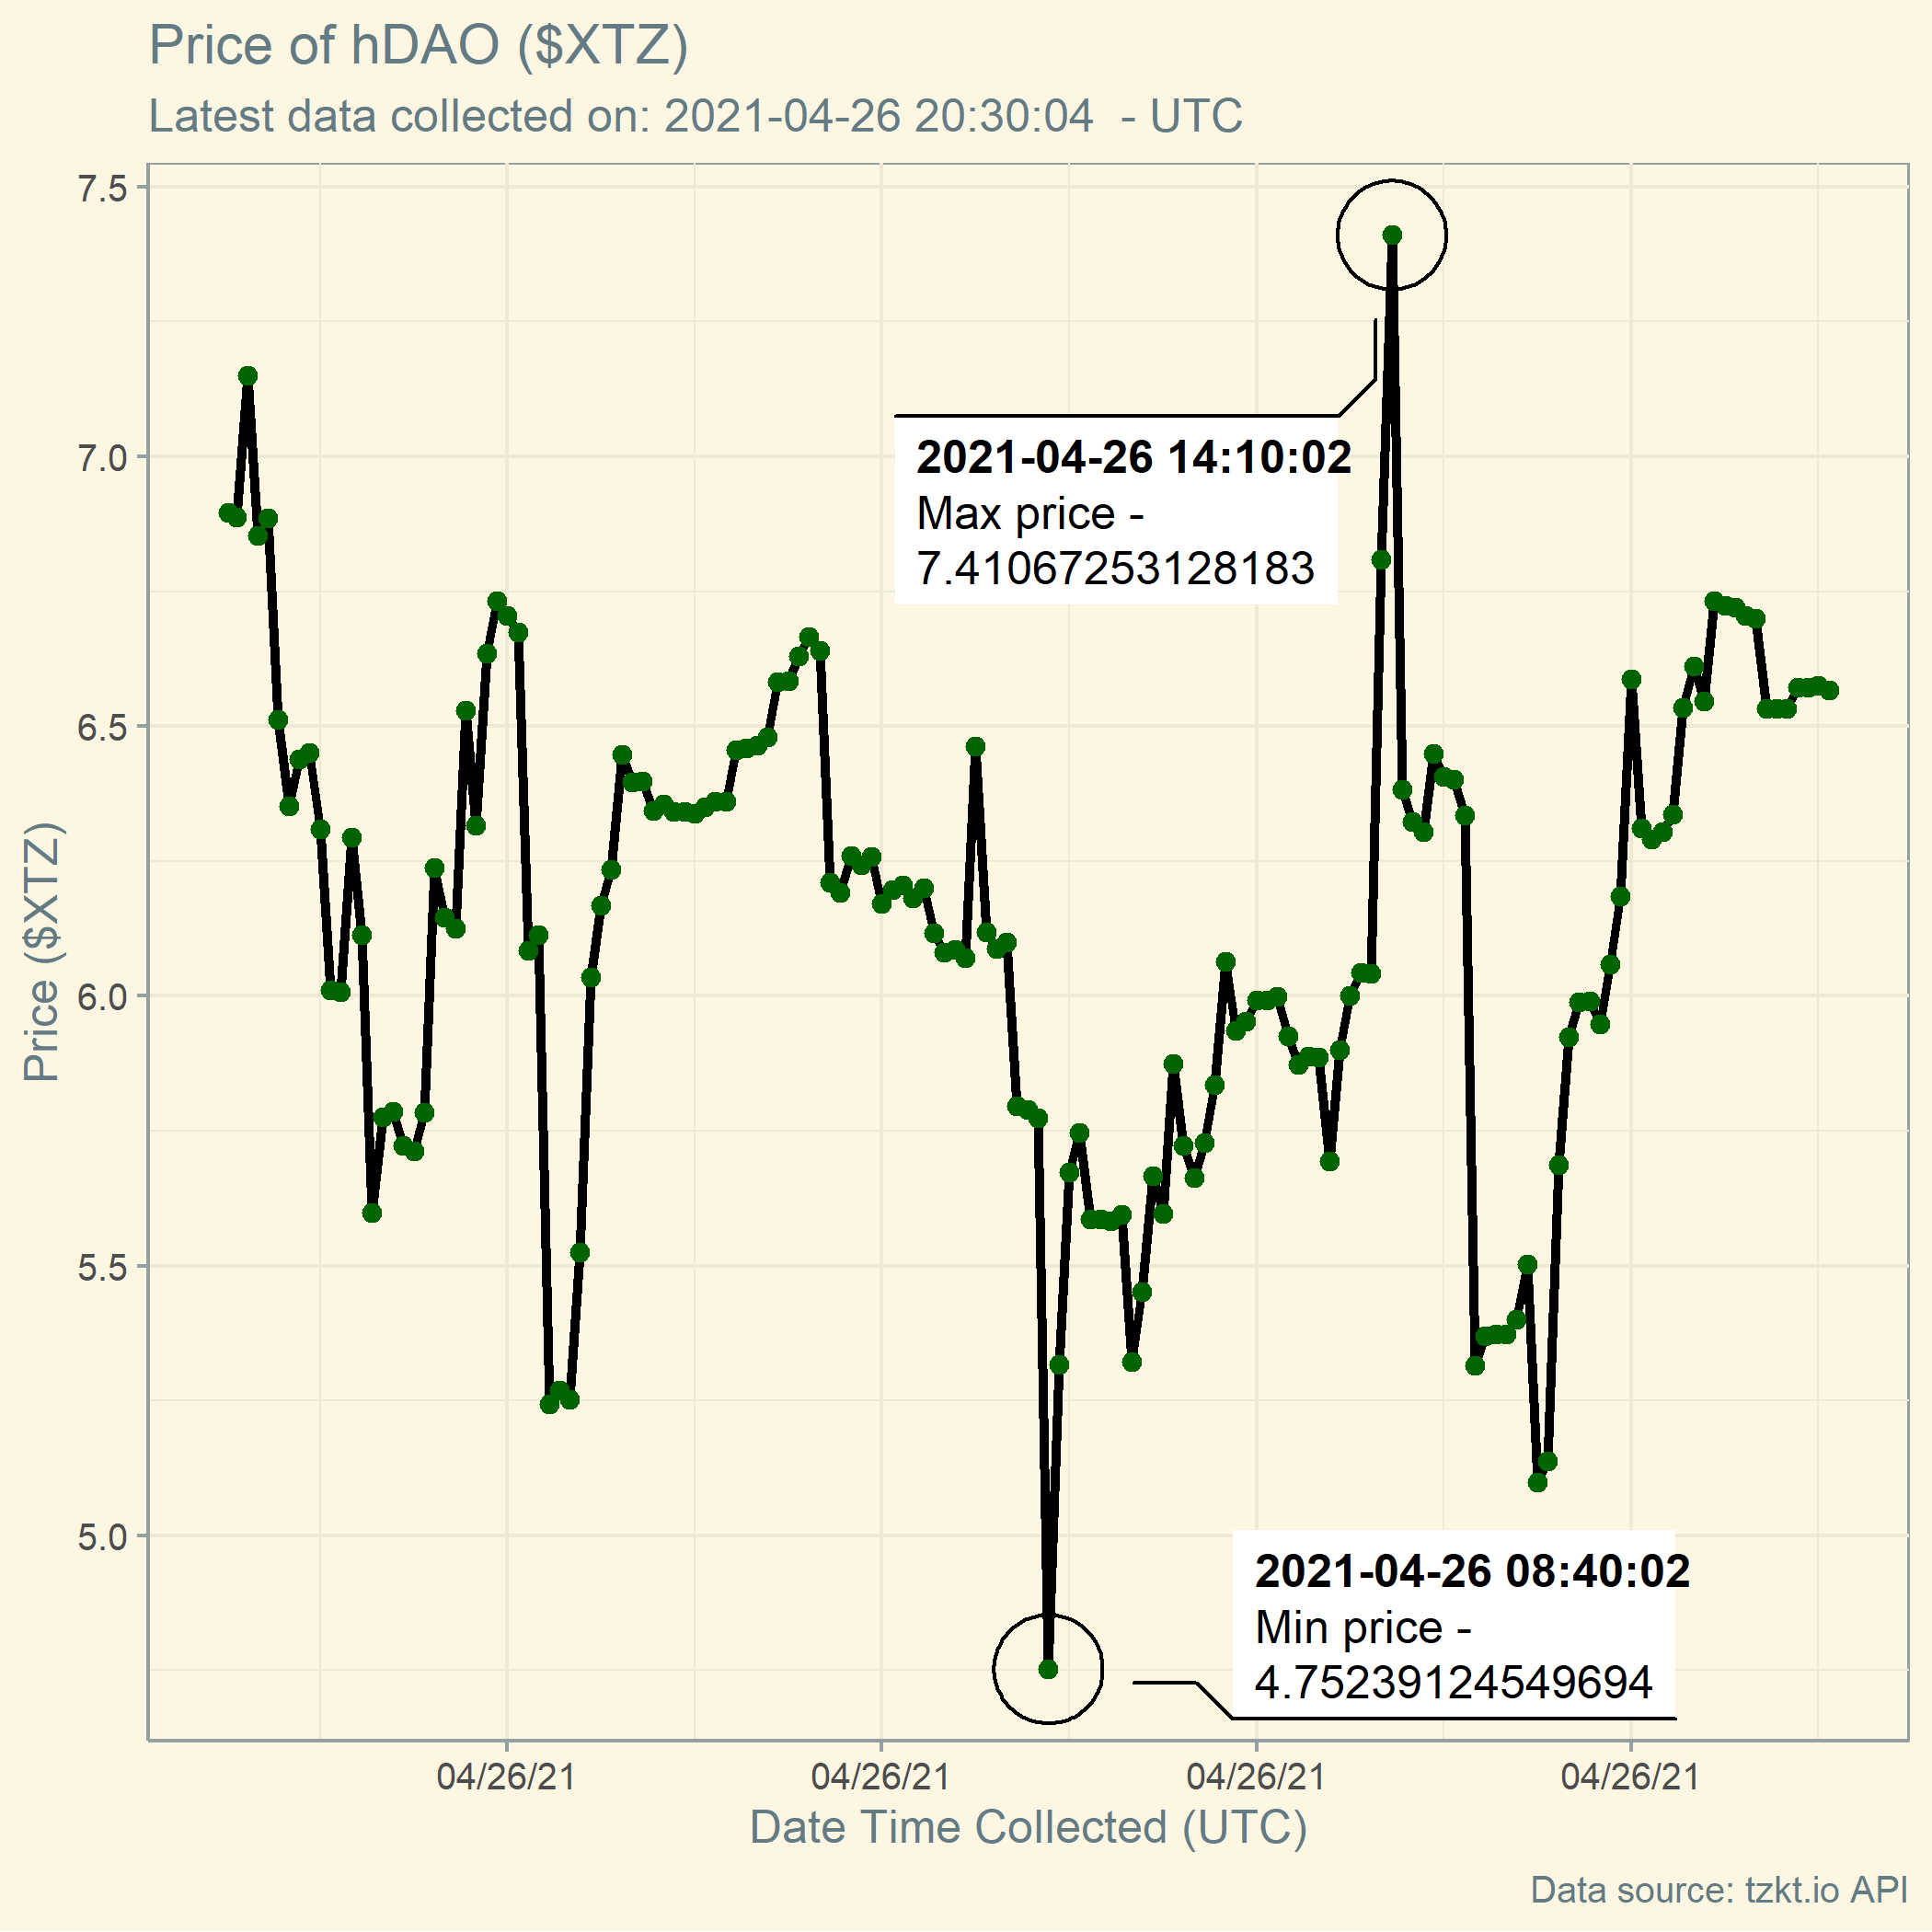 Price of hDAO ($XTZ)
Latest data collected on: 2021-04-26 20:30:04  - UTC
7.5
7.0
6.5
6.0
5.5
5.0
Price ($XTZ)
2021-04-26 14:10:02
Max price -
7.41067253128183
2021-04-26 08:40:02
Min price -
4.75239124549694
04/26/21
04/26/21
04/26/21
04/26/21
Date Time Collected (UTC)
Data source: tzkt.io API